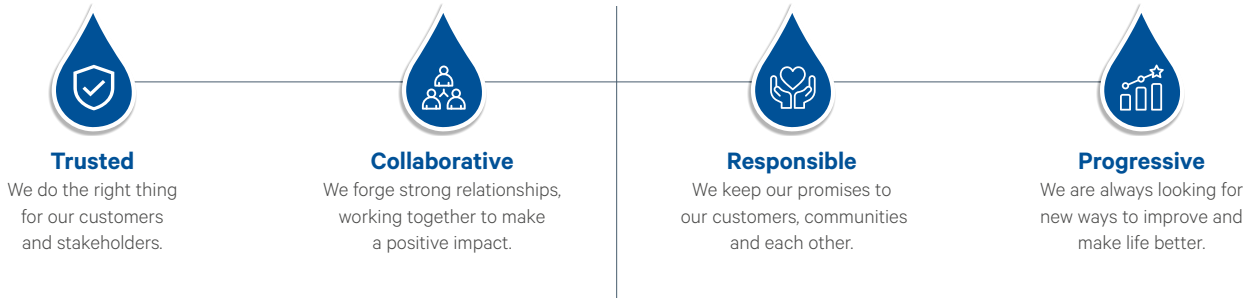 Trusted
We do the right thing
for our customers
and stakeholders.
Collaborative
We forge strong relationships,
working together to make
a positive impact.
Responsible
We keep our promises to
our customers, communities
and each other.
Progressive
We are always looking for
new ways to improve and
make life better.